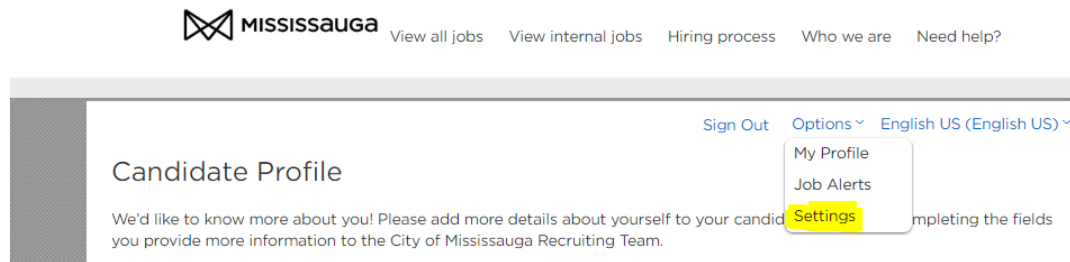 MISSISSAUGA
View all jobs View internal jobs Hiring process Who we are Need help?
Sign Out Options English US (English US)
My Profile
Job Alerts
Settings
Candidate Profile
We'd like to know more about you! Please add more details about yourself to your candid mpleting the fields
you provide more information to the City of Mississauga Recruiting Team.